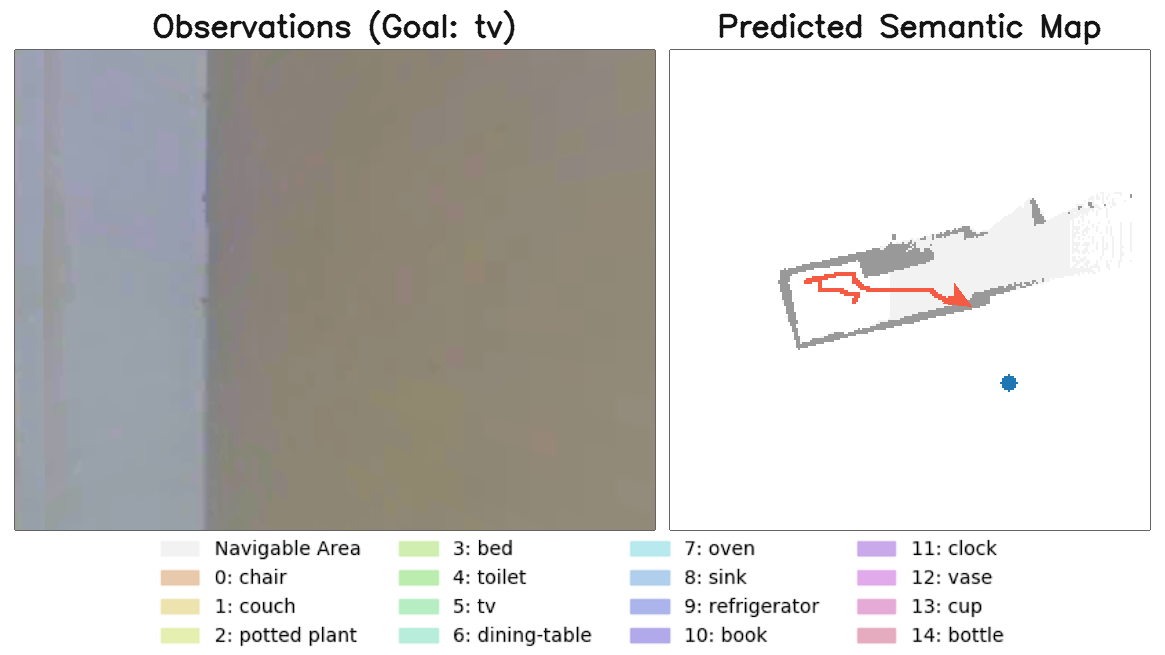 Observations (Goal: tv)
Predicted Semantic Map
Navigable Area
0: chair
1: couch
2: potted plant
3: bed
4: toilet
5: tv
6: dining-table
7: oven
8: sink
9: refrigerator
10: book
11: clock
12: vase
13: cup
14: bottle